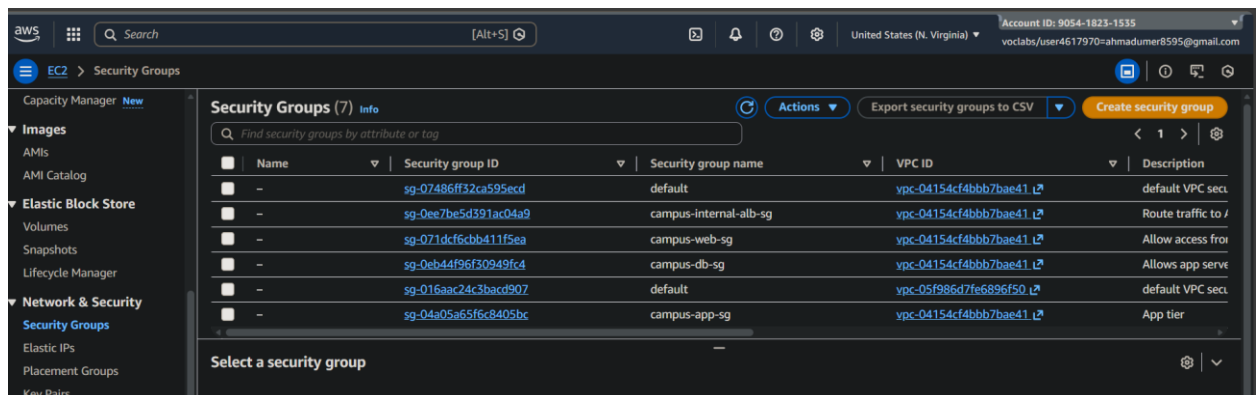 aws
Search
[Alt+S]
United States (N. Virginia)
Account ID: 9054-1823-1535
voclabs/user4617970=ahmadumer8595@gmail.com
EC2 > Security Groups
Capacity Manager New
Images
AMIs
AMI Catalog
Elastic Block Store
Volumes
Snapshots
Lifecycle Manager
Network & Security
Security Groups
Elastic IPs
Placement Groups
Key Pairs
Security Groups (7) Info
Actions
Export security groups to CSV
Create security group
Find security groups by attribute or tag
1
Name Security group ID Security group name VPC ID Description
– sg-07486ff32ca595ecd default vpc-04154cf4bbb7bae41 default VPC secu
– sg-0ee7be5d391ac04a9 campus-internal-alb-sg vpc-04154cf4bbb7bae41 Route traffic to A
– sg-071dcf6cbb411f5ea campus-web-sg vpc-04154cf4bbb7bae41 Allow access from
– sg-0eb44f96f30949fc4 campus-db-sg vpc-04154cf4bbb7bae41 Allows app serve
– sg-016aac24c3bacd907 default vpc-05f986d7fe6896f50 default VPC secu
– sg-04a05a65f6c8405bc campus-app-sg vpc-04154cf4bbb7bae41 App tier
Select a security group